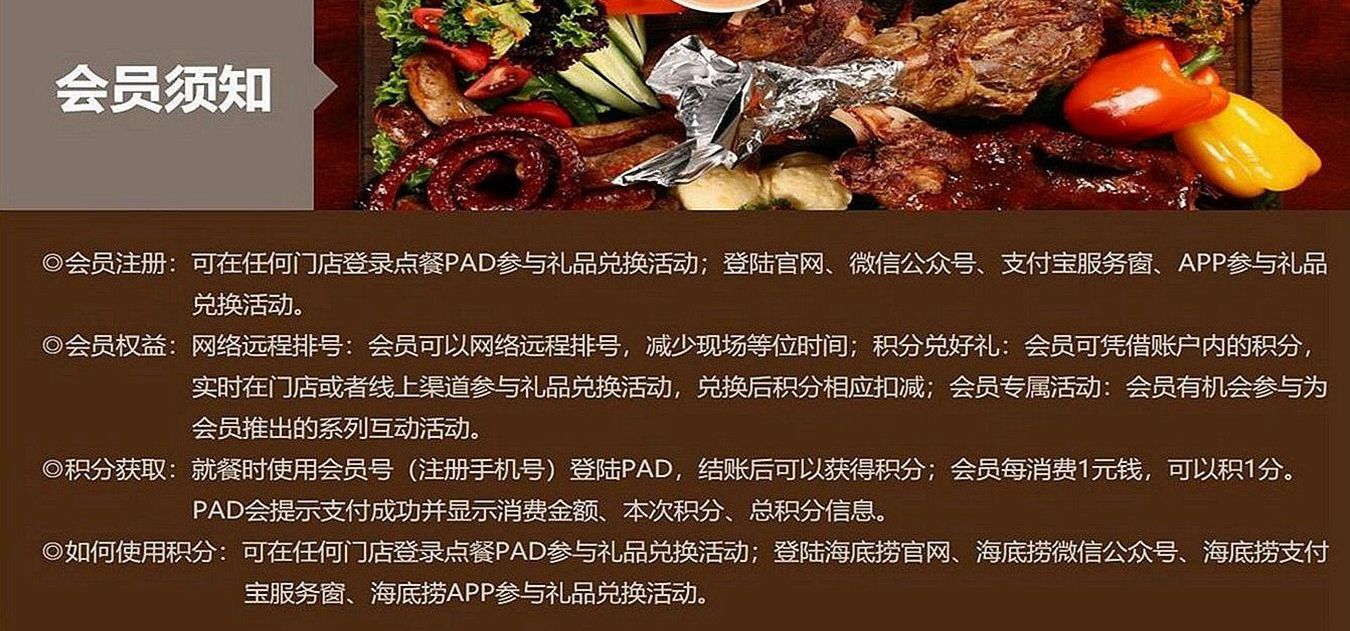 会员须知
◎会员注册：可在任何门店登录点餐PAD参与礼品兑换活动；登陆官网、微信公众号、支付宝服务窗、APP参与礼品
兑换活动。
◎会员权益：网络远程排号：会员可以网络远程排号，减少现场等位时间；积分兑好礼：会员可凭借账户内的积分，
实时在门店或者线上渠道参与礼品兑换活动，兑换后积分相应扣减；会员专属活动：会员有机会参与为
会员推出的系列互动活动。
◎积分获取：就餐时使用会员号（注册手机号）登陆PAD，结账后可以获得积分；会员每消费1元钱，可以积1分。
PAD会提示支付成功并显示消费金额、本次积分、总积分信息。
◎如何使用积分：可在任何门店登录点餐PAD参与礼品兑换活动；登陆海底捞官网、海底捞微信公众号、海底捞支付
宝服务窗、海底捞APP参与礼品兑换活动。